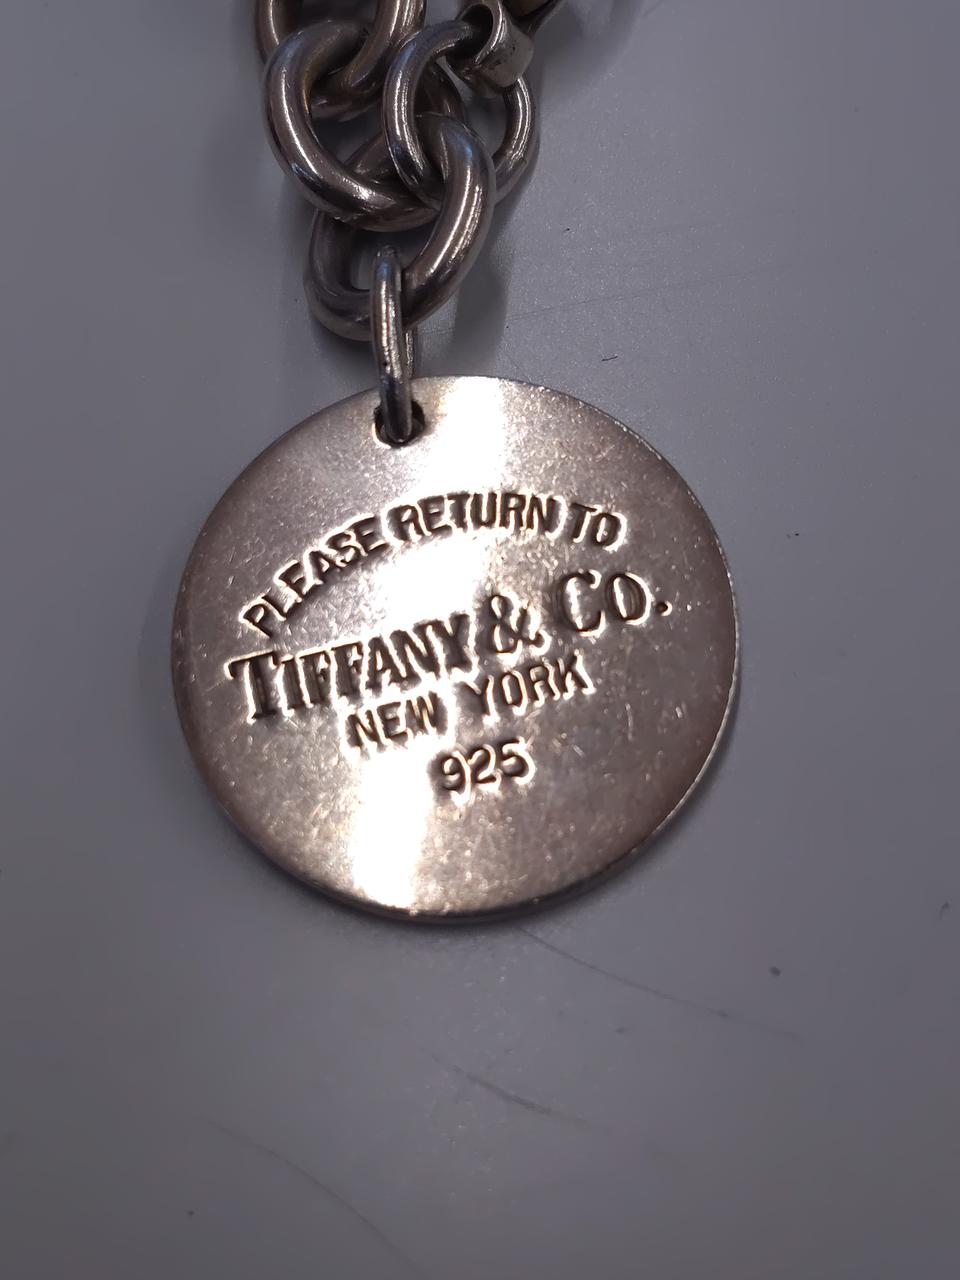 PLEASE RETURN TO
TIFFANY & CO.
NEW YORK
925